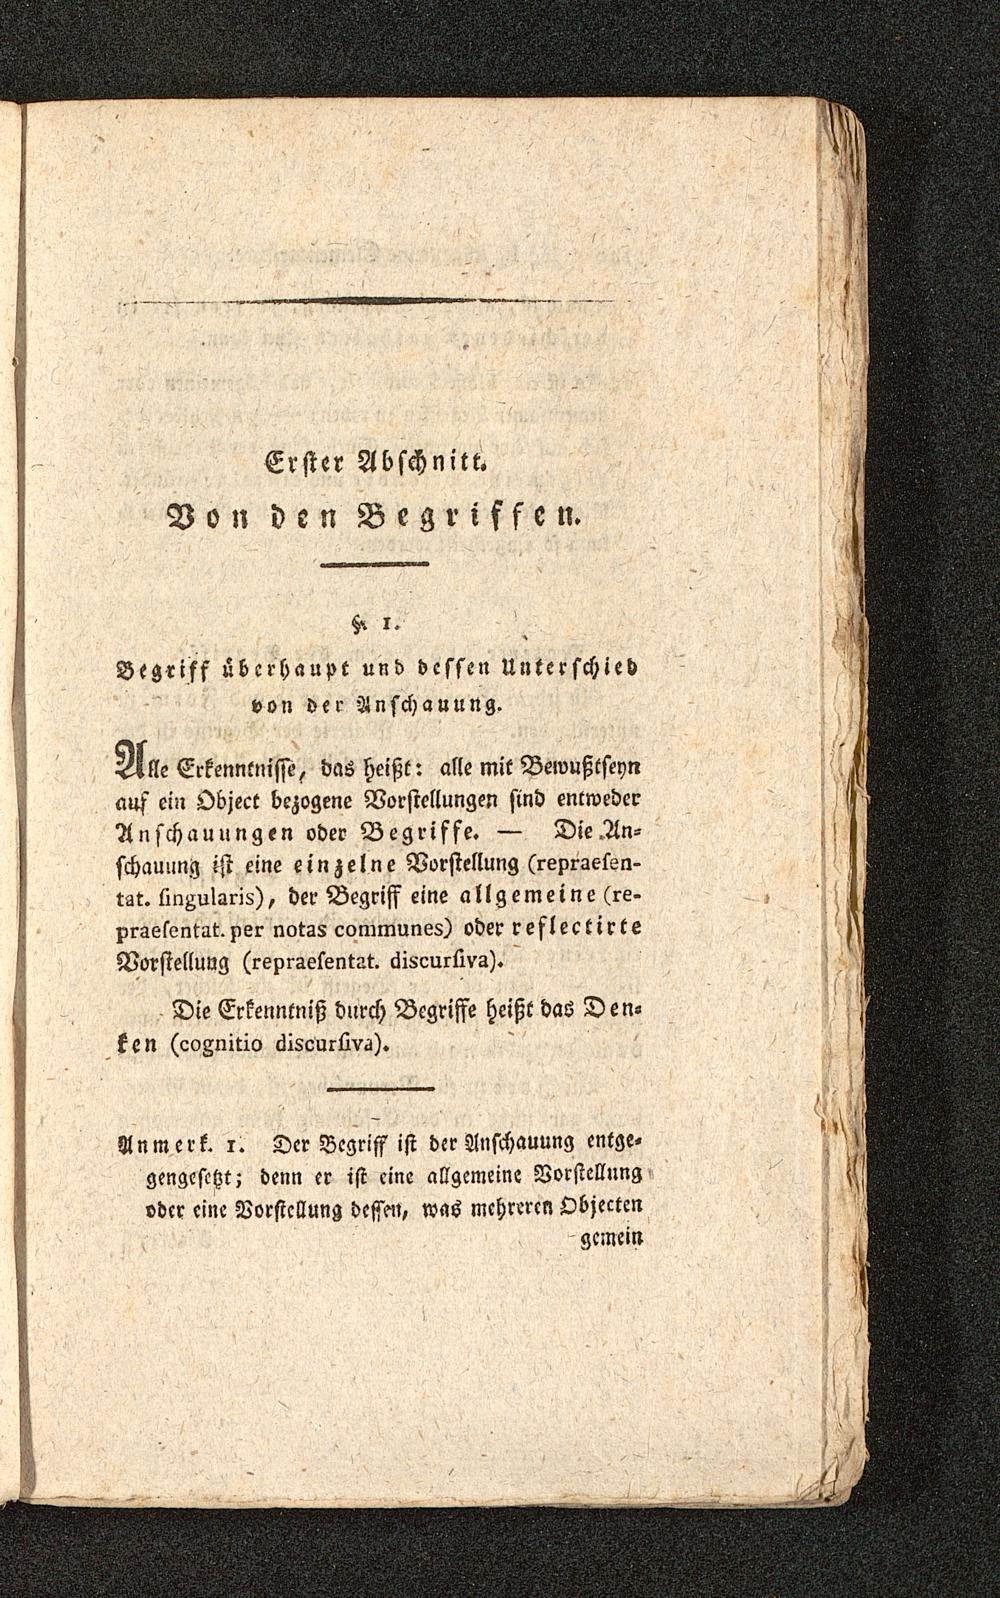 Erster Abschnitt.
Von den Begriffen.
§. 1.
Begriff überhaupt und dessen Unterschied
von der Anschauung.
Alle Erkenntnisse, das heißt: alle mit Bewußtseyn
auf ein Object bezogene Vorstellungen sind entweder
Anschauungen oder Begriffe. — Die An-
schauung ist eine einzelne Vorstellung (repraesen-
tat. singularis), der Begriff eine allgemeine (re-
praesentat. per notas communes) oder reflectirte
Vorstellung (repraesentat. discursiva).
Die Erkenntniß durch Begriffe heißt das Den-
ken (cognitio discursiva).
Anmerk. 1. Der Begriff ist der Anschauung entge-
gengesetzt; denn er ist eine allgemeine Vorstellung
oder eine Vorstellung dessen, was mehreren Objecten
gemein